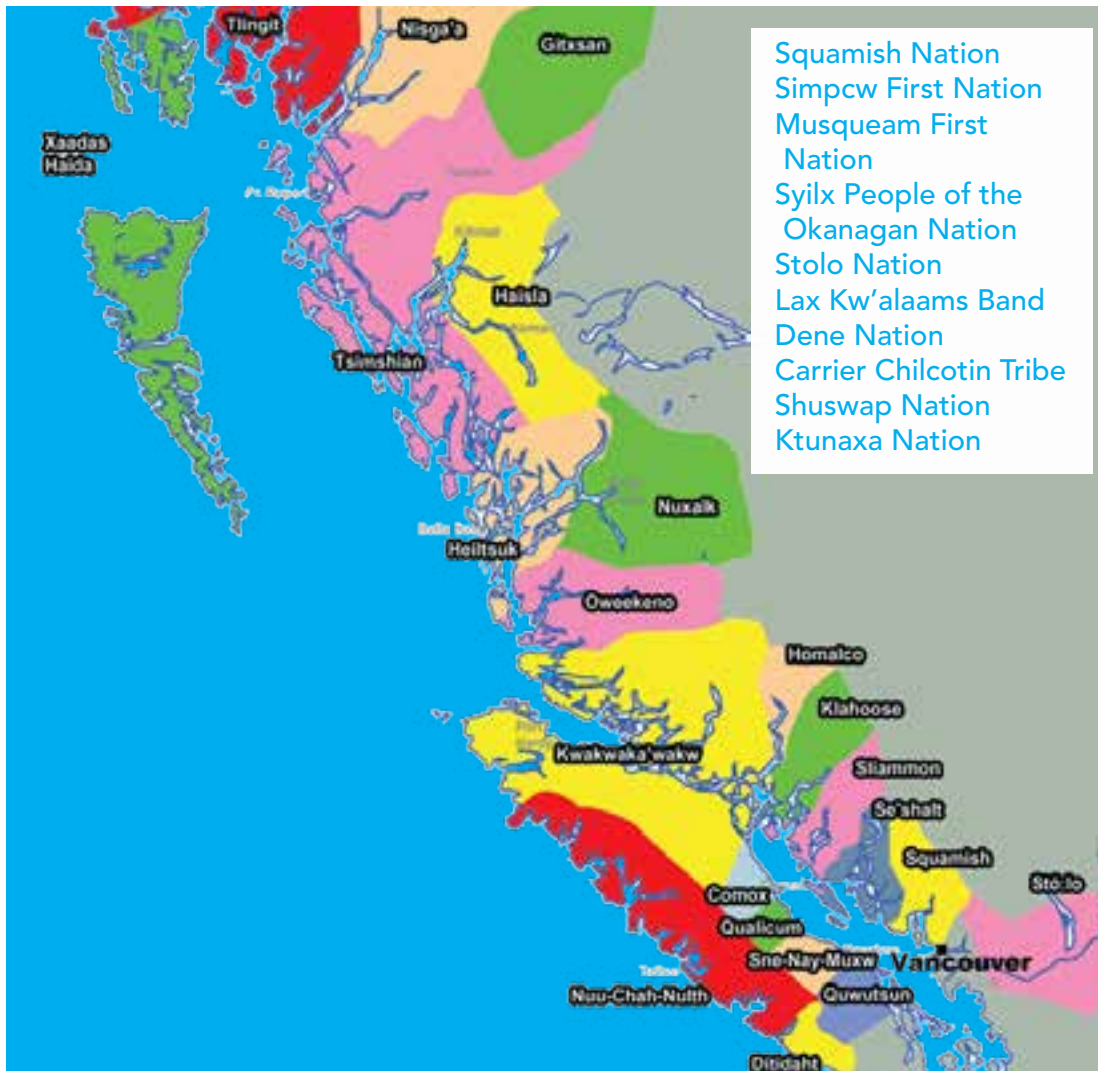 Tlingit
Nisga'a
Gitxsan
Squamish Nation
Simpcw First Nation
Musqueam First
Nation
Syilx People of the
Okanagan Nation
Stolo Nation
Lax Kw'alaams Band
Dene Nation
Carrier Chilcotin Tribe
Shuswap Nation
Ktunaxa Nation
Xaadas
Haida
Haisla
Tsimshian
Nuxalk
Heiltsuk
Oweekeno
Homalco
Klahoose
Kwakwaka'wakw
Sliammon
Se'shalt
Squamish
Stó:lo
Comox
Qualicum
Sne-Nay-Muxw
Vancouver
Nuu-Chah-Nulth
Quwutsun
Ditidaht